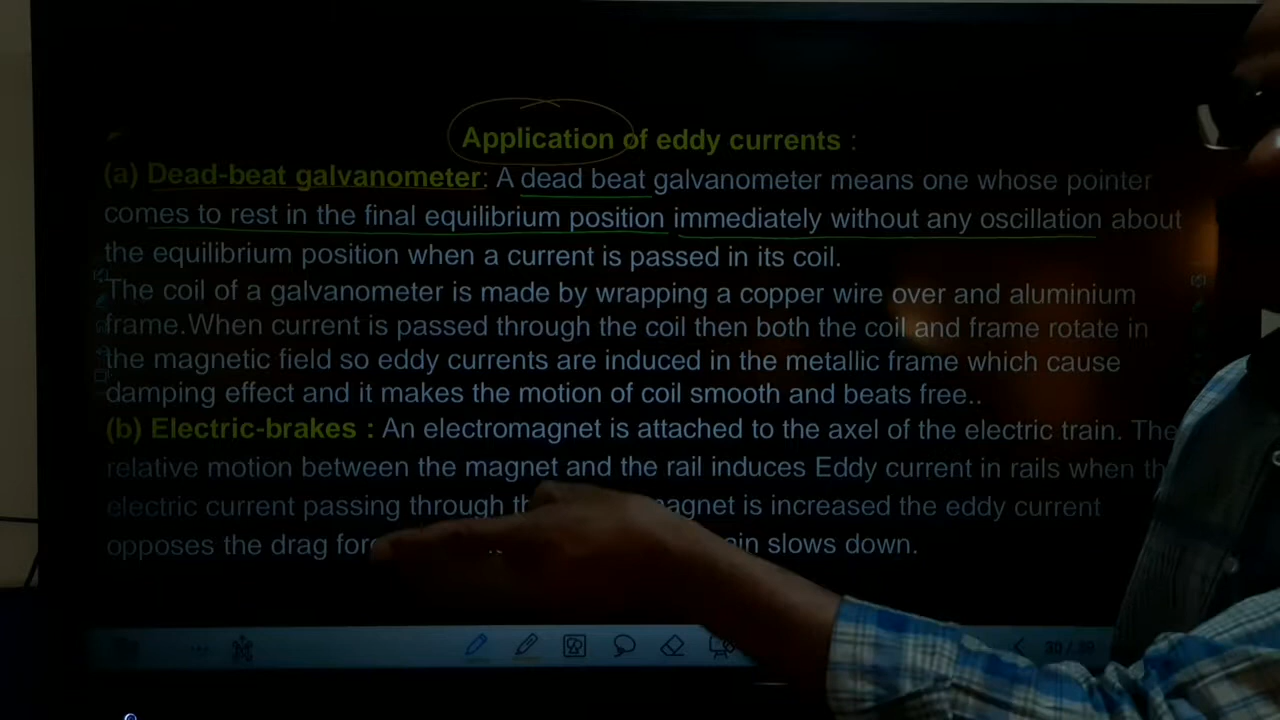 Application of eddy currents :
(a) Dead-beat galvanometer: A dead beat galvanometer means one whose pointer
comes to rest in the final equilibrium position immediately without any oscillation about
the equilibrium position when a current is passed in its coil.
The coil of a galvanometer is made by wrapping a copper wire over and aluminium
frame.When current is passed through the coil then both the coil and frame rotate in
the magnetic field so eddy currents are induced in the metallic frame which cause
damping effect and it makes the motion of coil smooth and beats free..
(b) Electric-brakes : An electromagnet is attached to the axel of the electric train. The
relative motion between the magnet and the rail induces Eddy current in rails when
electric current passing through is increased the eddy current
opposes the drag slows down.
30 / 30